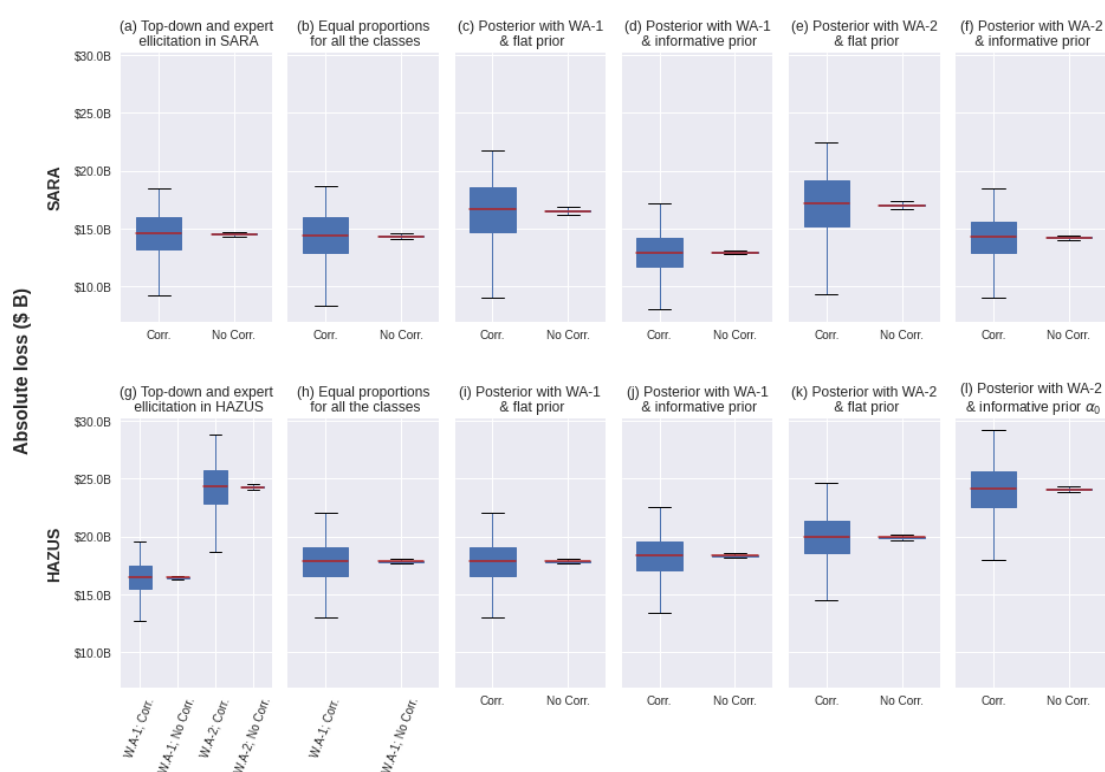 (a) Top-down and expert
ellicitation in SARA
(b) Equal proportions
for all the classes
(c) Posterior with WA-1
& flat prior
(d) Posterior with WA-1
& informative prior
(e) Posterior with WA-2
& flat prior
(f) Posterior with WA-2
& informative prior
$30.0B
$25.0B
$20.0B
$15.0B
$10.0B
SARA
Corr.
No Corr.
Corr.
No Corr.
Corr.
No Corr.
Corr.
No Corr.
Corr.
No Corr.
Corr.
No Corr.
Absolute loss ($ B)
(g) Top-down and expert
ellicitation in HAZUS
(h) Equal proportions
for all the classes
(i) Posterior with WA-1
& flat prior
(j) Posterior with WA-1
& informative prior
(k) Posterior with WA-2
& flat prior
(l) Posterior with WA-2
& informative prior α₀
$30.0B
$25.0B
$20.0B
$15.0B
$10.0B
HAZUS
W.A-1; Corr.
W.A-1; No Corr.
W.A-2; Corr.
W.A-2; No Corr.
W.A-1; Corr.
W.A-1; No Corr.
Corr.
No Corr.
Corr.
No Corr.
Corr.
No Corr.
Corr.
No Corr.